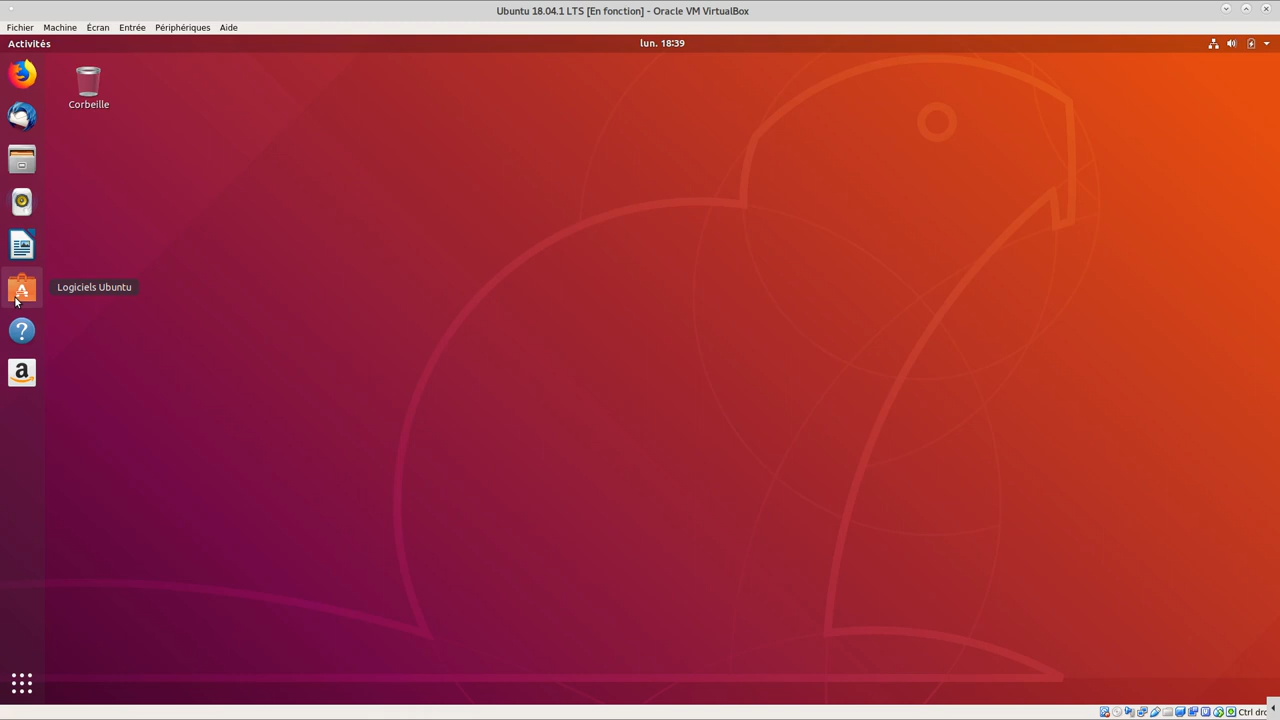 Ubuntu 18.04.1 LTS [En fonction] - Oracle VM VirtualBox
Fichier Machine Écran Entrée Périphériques Aide
Activités lun. 18:39
Corbeille
Logiciels Ubuntu
?
a
Ctrl drc